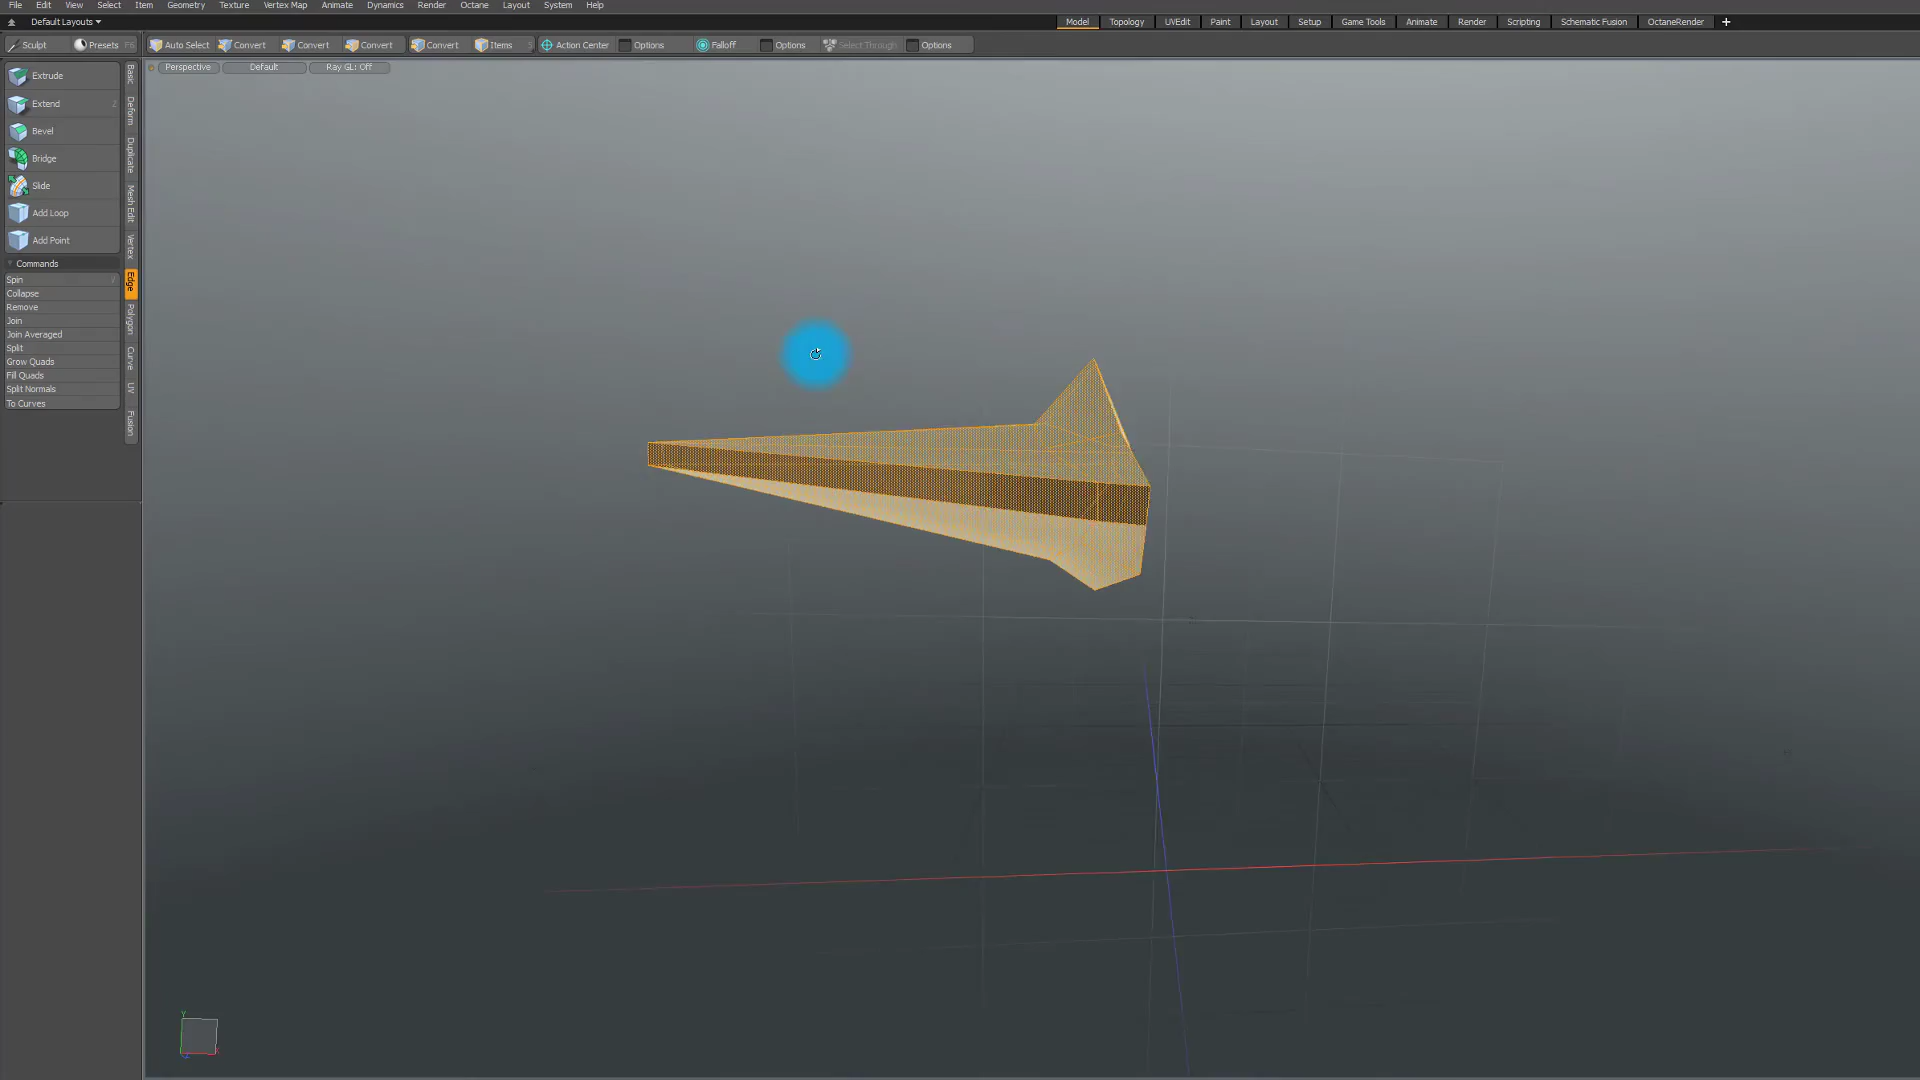 File Edit View Select Item Geometry Texture Vertex Map Animate Dynamics Render Octane Layout System Help
Default Layouts Model Topology UVEdit Paint Layout Setup Game Tools Animate Render Scripting Schematic Fusion OctaneRender +
Sculpt Presets F6 Auto Select Convert Convert Convert Convert Items Action Center Options Falloff Options Select Through Options
Perspective Default Ray GL: Off
Extrude
Extend Z
Bevel
Bridge
Slide
Add Loop
Add Point
Commands
Spin
Collapse
Remove
Join
Join Averaged
Split
Grow Quads
Fill Quads
Split Normals
To Curves
Basic
Deform
Duplicate
Mesh Edit
Vertex
Edge
Polygon
Curve
UV
Fusion
Y